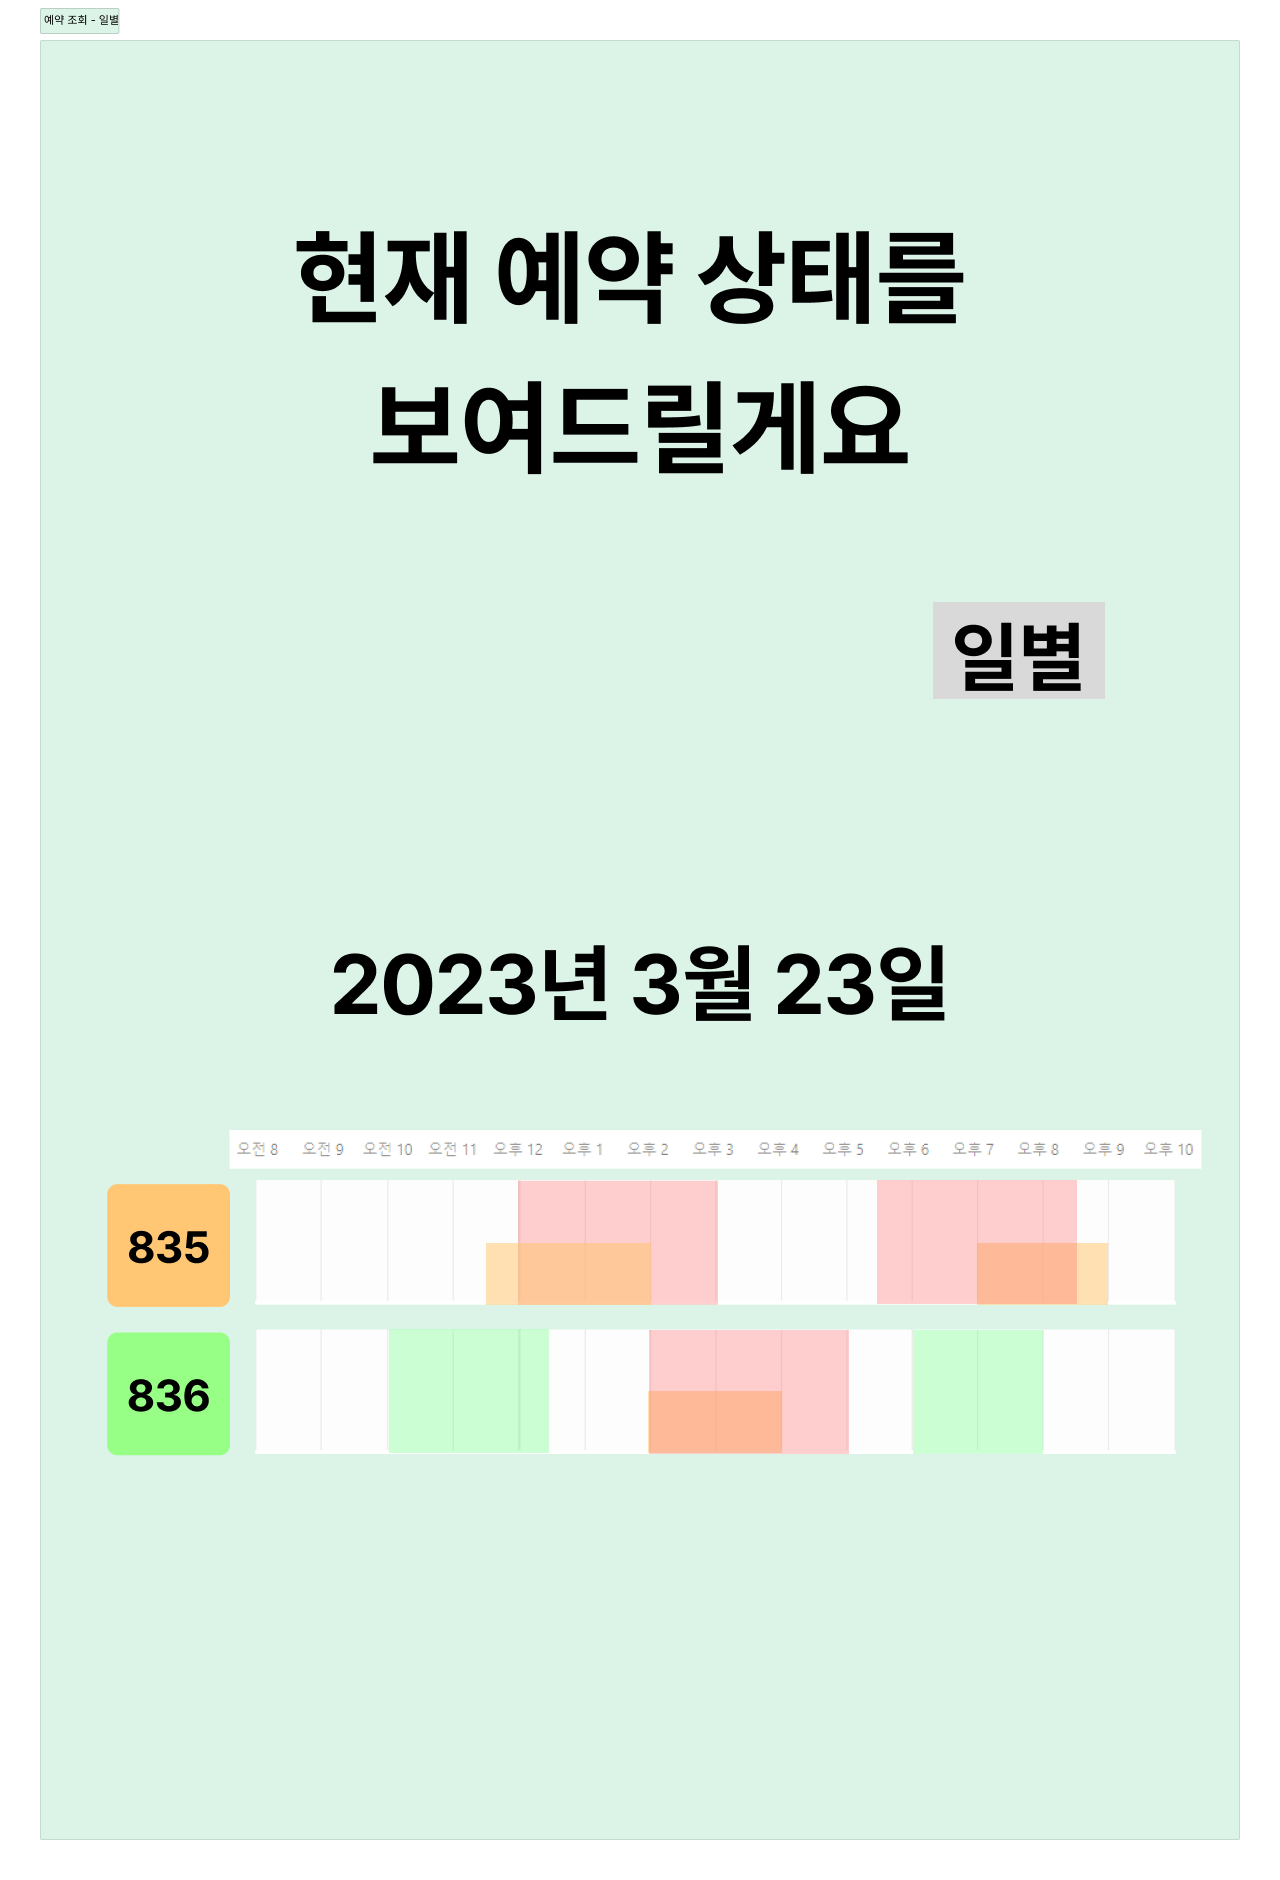 예약 조회 - 일별
현재 예약 상태를
보여드릴게요
일별
2023년 3월 23일
오전 8 오전 9 오전 10 오전 11 오후 12 오후 1 오후 2 오후 3 오후 4 오후 5 오후 6 오후 7 오후 8 오후 9 오후 10
835
836